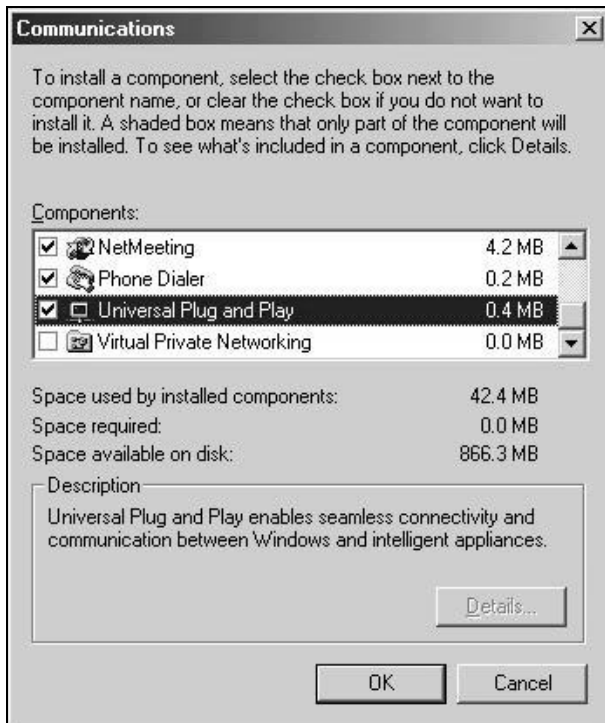 Communications
To install a component, select the check box next to the
component name, or clear the check box if you do not want to
install it. A shaded box means that only part of the component will
be installed. To see what's included in a component, click Details.
Components:
NetMeeting 4.2 MB
Phone Dialer 0.2 MB
Universal Plug and Play 0.4 MB
Virtual Private Networking 0.0 MB
Space used by installed components: 42.4 MB
Space required: 0.0 MB
Space available on disk: 866.3 MB
Description
Universal Plug and Play enables seamless connectivity and
communication between Windows and intelligent appliances.
Details...
OK Cancel